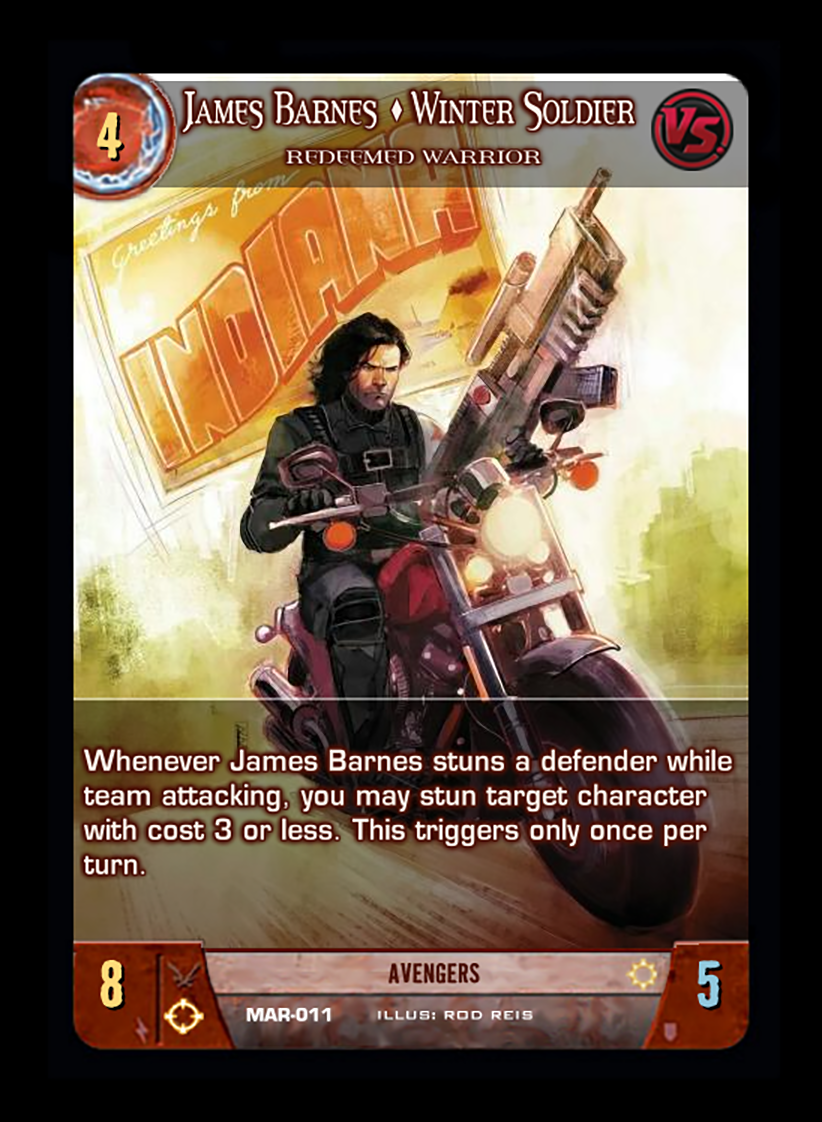 4
JAMES BARNES ♦ WINTER SOLDIER
VS.
REDEEMED WARRIOR
Greetings from
INDIANA
Whenever James Barnes stuns a defender while
team attacking, you may stun target character
with cost 3 or less. This triggers only once per
turn.
8
AVENGERS
5
MAR-011 ILLUS: ROD REIS